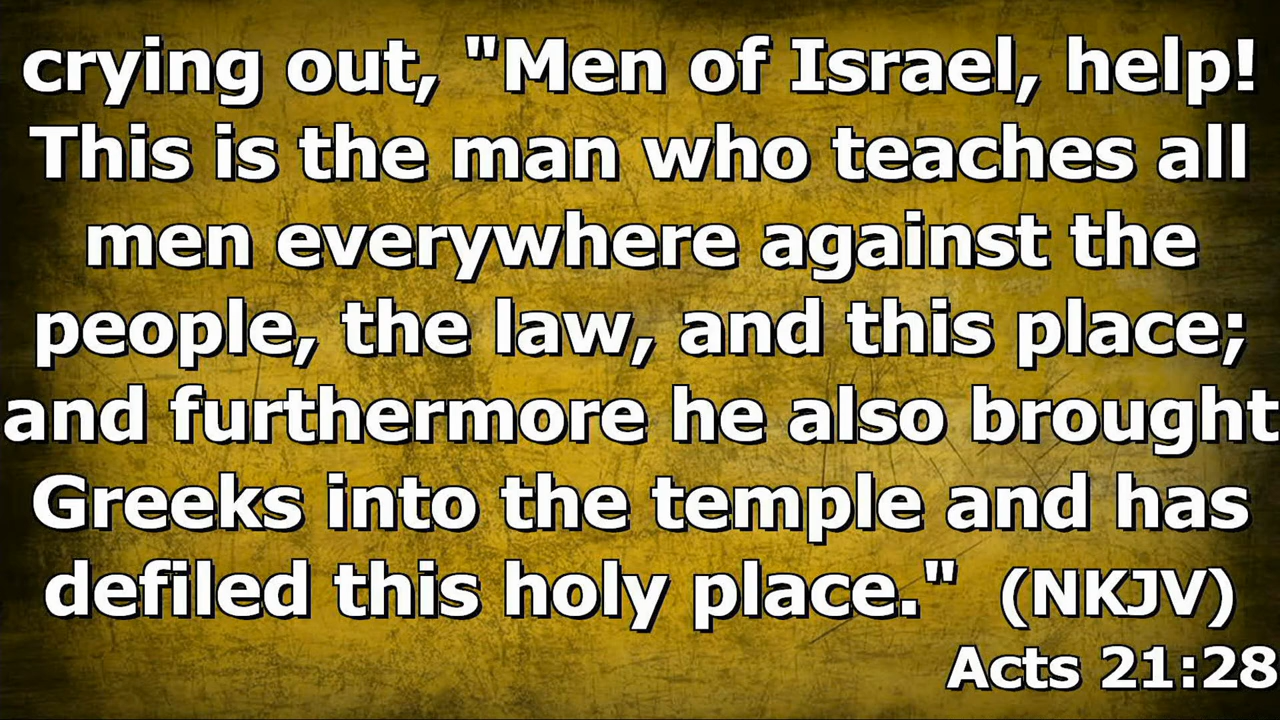 crying out, "Men of Israel, help!
This is the man who teaches all
men everywhere against the
people, the law, and this place;
and furthermore he also brought
Greeks into the temple and has
defiled this holy place."  (NKJV)
Acts 21:28